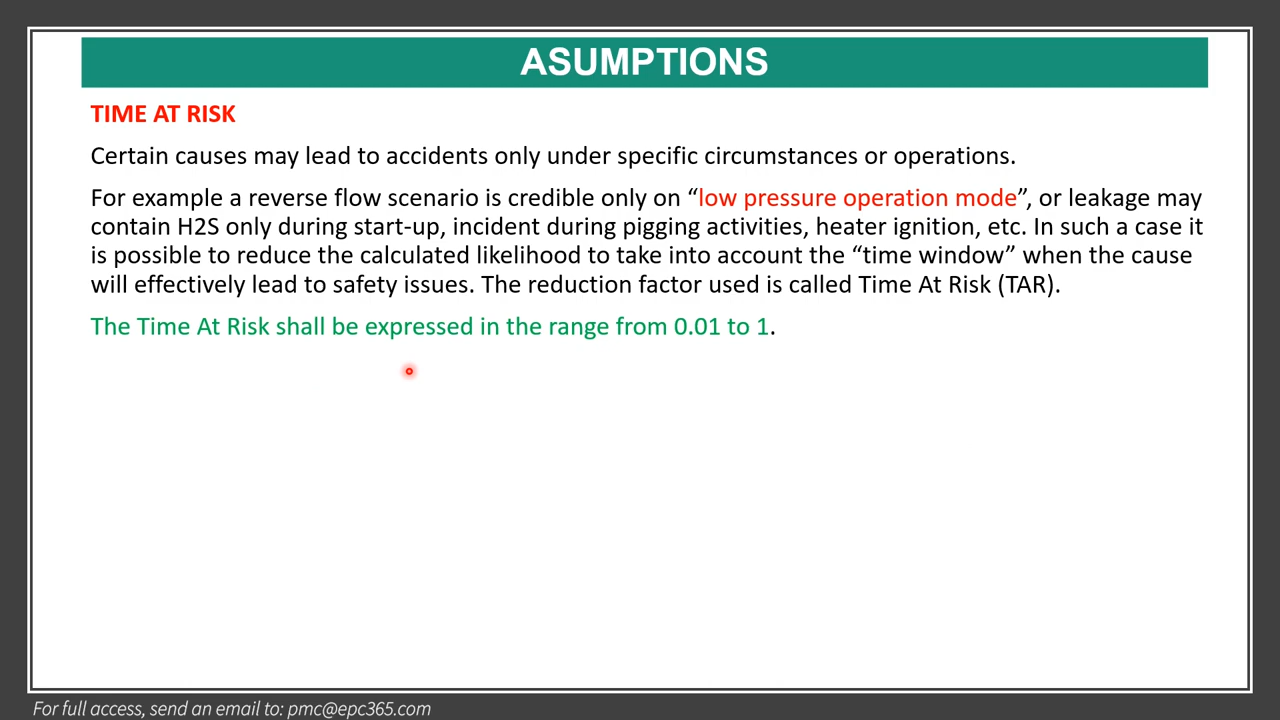 ASUMPTIONS
TIME AT RISK
Certain causes may lead to accidents only under specific circumstances or operations.
For example a reverse flow scenario is credible only on “low pressure operation mode”, or leakage may
contain H2S only during start-up, incident during pigging activities, heater ignition, etc. In such a case it
is possible to reduce the calculated likelihood to take into account the “time window” when the cause
will effectively lead to safety issues. The reduction factor used is called Time At Risk (TAR).
The Time At Risk shall be expressed in the range from 0.01 to 1.
For full access, send an email to: pmc@epc365.com